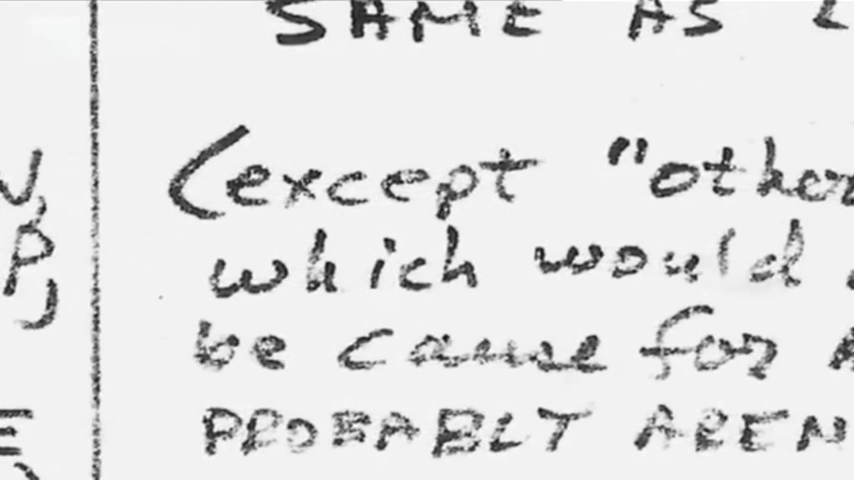 SAME AS
(except "other
which would
be cause for A
PROBABLY AREN